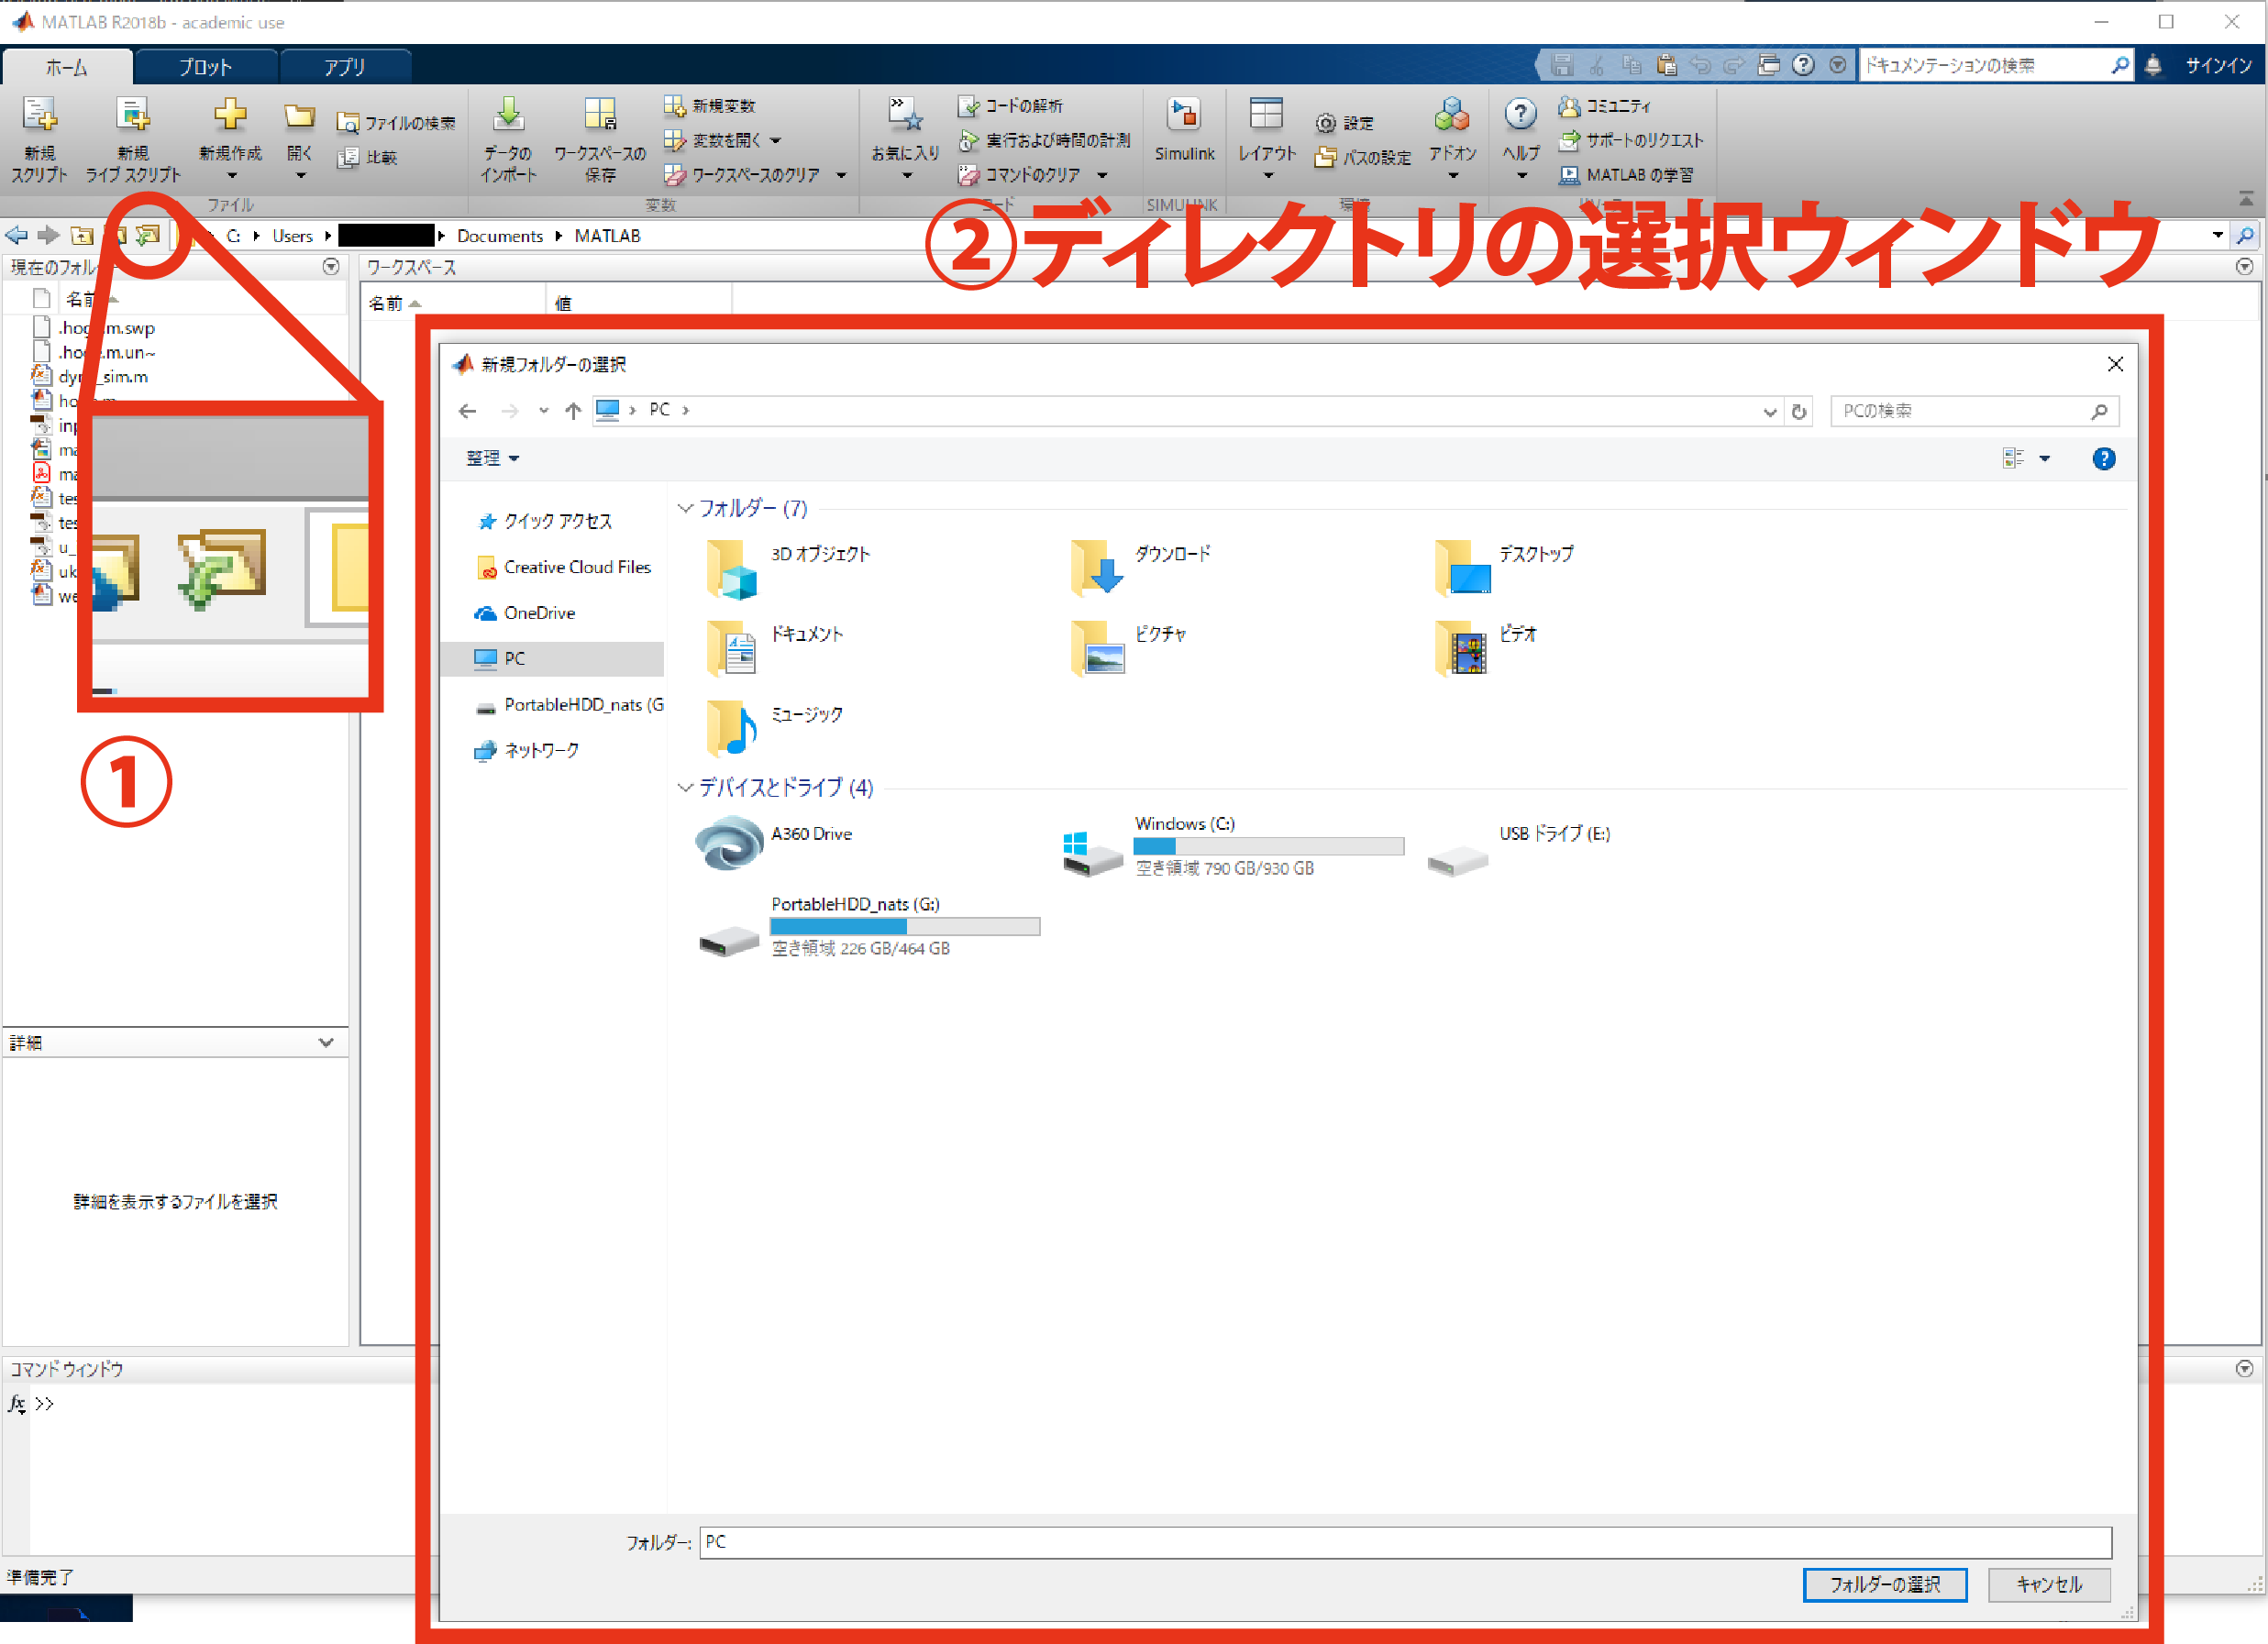 MATLAB R2018b - academic use
ホーム プロット アプリ
ドキュメンテーションの検索 サインイン
新規
スクリプト
新規
ライブ スクリプト
新規作成
開く
ファイルの検索
比較
ファイル
データの
インポート
ワークスペースの
保存
新規変数
変数を開く
ワークスペースのクリア
変数
お気に入り
コードの解析
実行および時間の計測
コマンドのクリア
コード
Simulink
SIMULINK
レイアウト
設定
パスの設定
アドオン
環境
ヘルプ
コミュニティ
サポートのリクエスト
MATLAB の学習
C: Users Documents MATLAB
②ディレクトリの選択ウィンドウ
現在のフォル
名前
.hog .m.swp
.ho .m.un~
dy _sim.m
ho .m
inp
ma
ma
tes
tes
u_
uk
we
①
ワークスペース
名前 値
新規フォルダーの選択
PC
PCの検索
整理
クイック アクセス
Creative Cloud Files
OneDrive
PC
PortableHDD_nats (G
ネットワーク
フォルダー (7)
3D オブジェクト
ダウンロード
デスクトップ
ドキュメント
ピクチャ
ビデオ
ミュージック
デバイスとドライブ (4)
A360 Drive
Windows (C:)
空き領域 790 GB/930 GB
USB ドライブ (E:)
PortableHDD_nats (G:)
空き領域 226 GB/464 GB
フォルダー: PC
フォルダーの選択 キャンセル
詳細
詳細を表示するファイルを選択
コマンド ウィンドウ
fx >>
準備完了